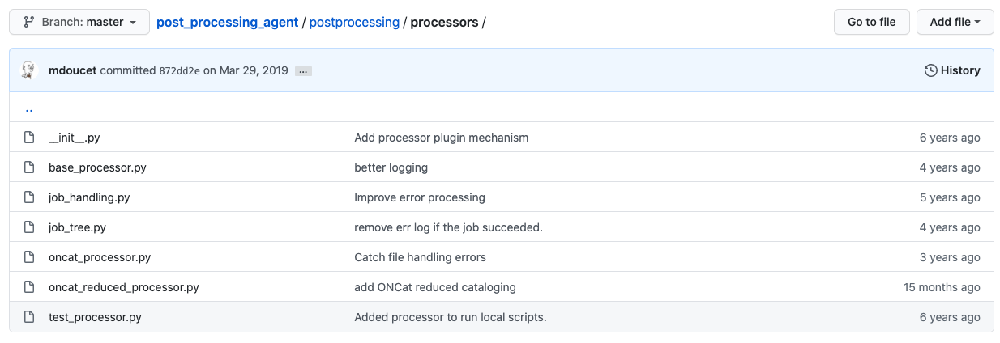 Branch: master post_processing_agent / postprocessing / processors / Go to file Add file
mdoucet committed 872dd2e on Mar 29, 2019 ... History
..
__init__.py Add processor plugin mechanism 6 years ago
base_processor.py better logging 4 years ago
job_handling.py Improve error processing 5 years ago
job_tree.py remove err log if the job succeeded. 4 years ago
oncat_processor.py Catch file handling errors 3 years ago
oncat_reduced_processor.py add ONCat reduced cataloging 15 months ago
test_processor.py Added processor to run local scripts. 6 years ago